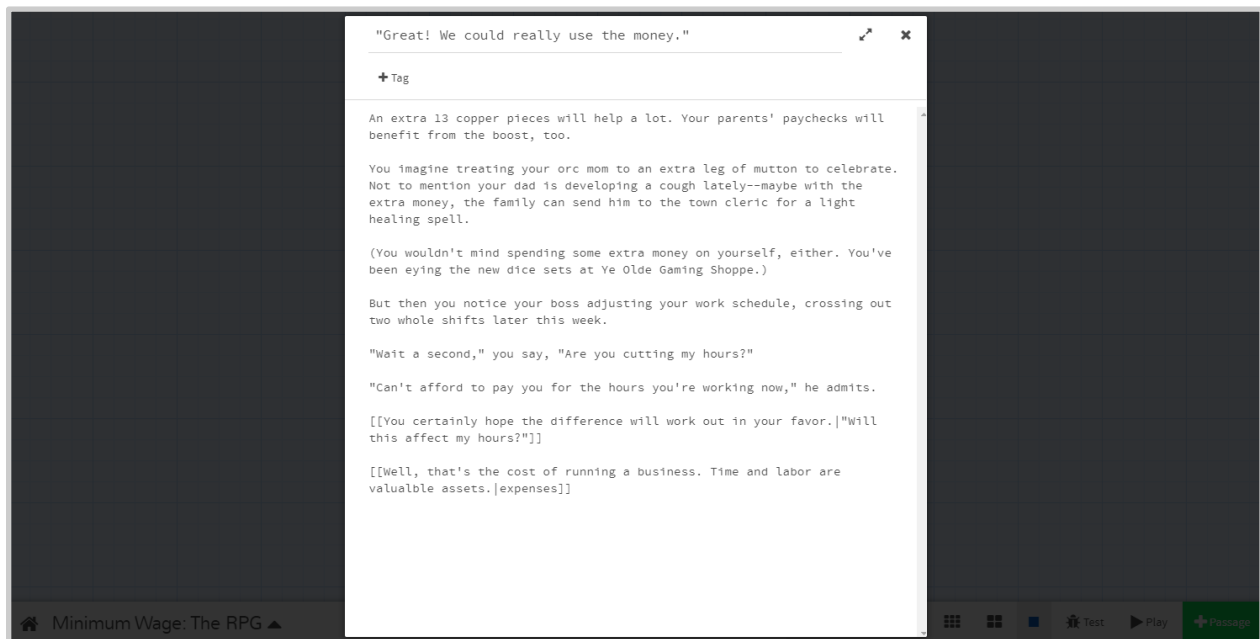 "Great! We could really use the money."
+ Tag
An extra 13 copper pieces will help a lot. Your parents' paychecks will
benefit from the boost, too.
You imagine treating your orc mom to an extra leg of mutton to celebrate.
Not to mention your dad is developing a cough lately--maybe with the
extra money, the family can send him to the town cleric for a light
healing spell.
(You wouldn't mind spending some extra money on yourself, either. You've
been eying the new dice sets at Ye Olde Gaming Shoppe.)
But then you notice your boss adjusting your work schedule, crossing out
two whole shifts later this week.
"Wait a second," you say, "Are you cutting my hours?"
"Can't afford to pay you for the hours you're working now," he admits.
[[You certainly hope the difference will work out in your favor.|"Will
this affect my hours?"]]
[[Well, that's the cost of running a business. Time and labor are
valualble assets.|expenses]]
Minimum Wage: The RPG
Test
Play
+Passage